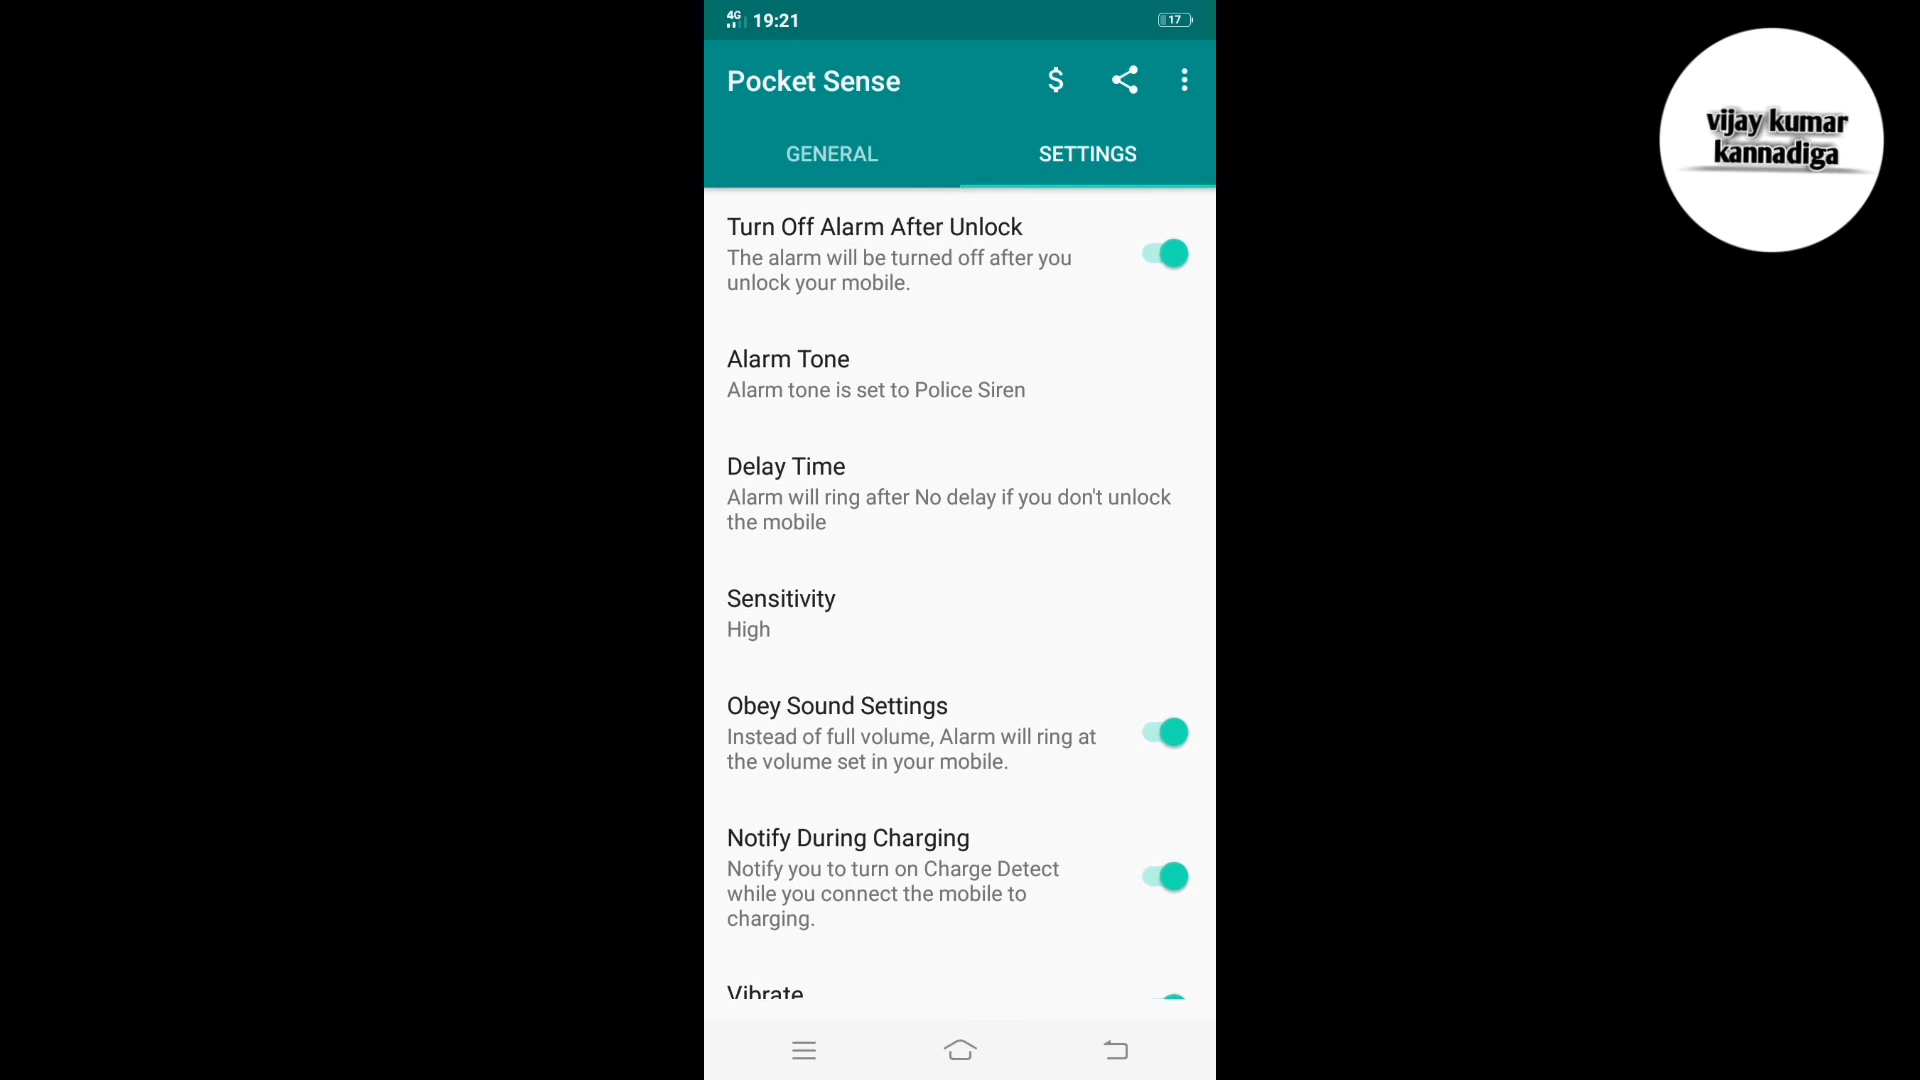 4G 19:21 17
Pocket Sense $
GENERAL SETTINGS
Turn Off Alarm After Unlock
The alarm will be turned off after you
unlock your mobile.
Alarm Tone
Alarm tone is set to Police Siren
Delay Time
Alarm will ring after No delay if you don't unlock
the mobile
Sensitivity
High
Obey Sound Settings
Instead of full volume, Alarm will ring at
the volume set in your mobile.
Notify During Charging
Notify you to turn on Charge Detect
while you connect the mobile to
charging.
Vibrate
vijay kumar
kannadiga